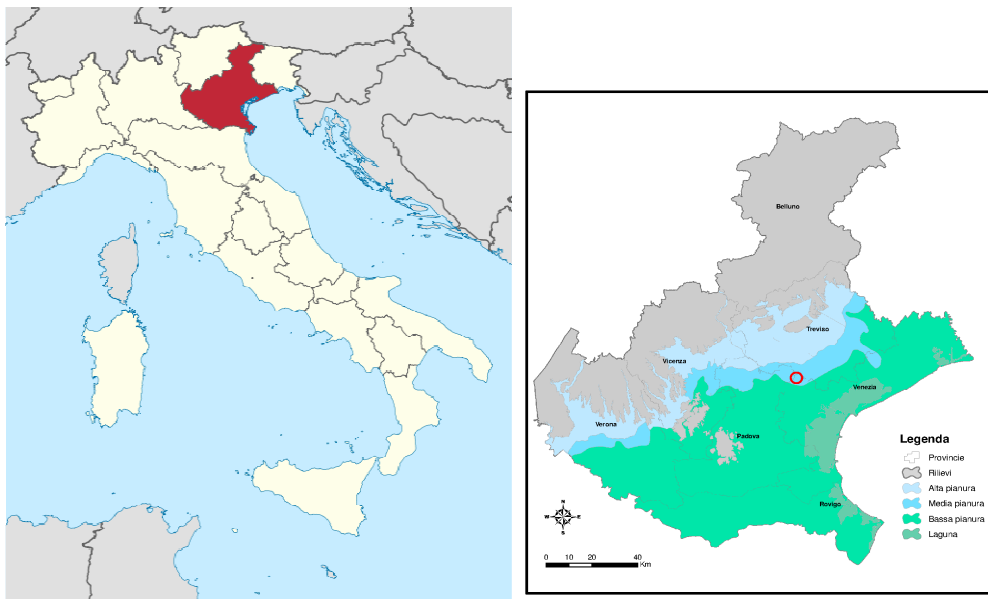 Belluno
Treviso
Vicenza
Venezia
Verona
Padova
Rovigo
Legenda
Provincie
Rilievi
Alta pianura
Media pianura
Bassa pianura
Laguna
N
W E
S
0 10 20 40
Km